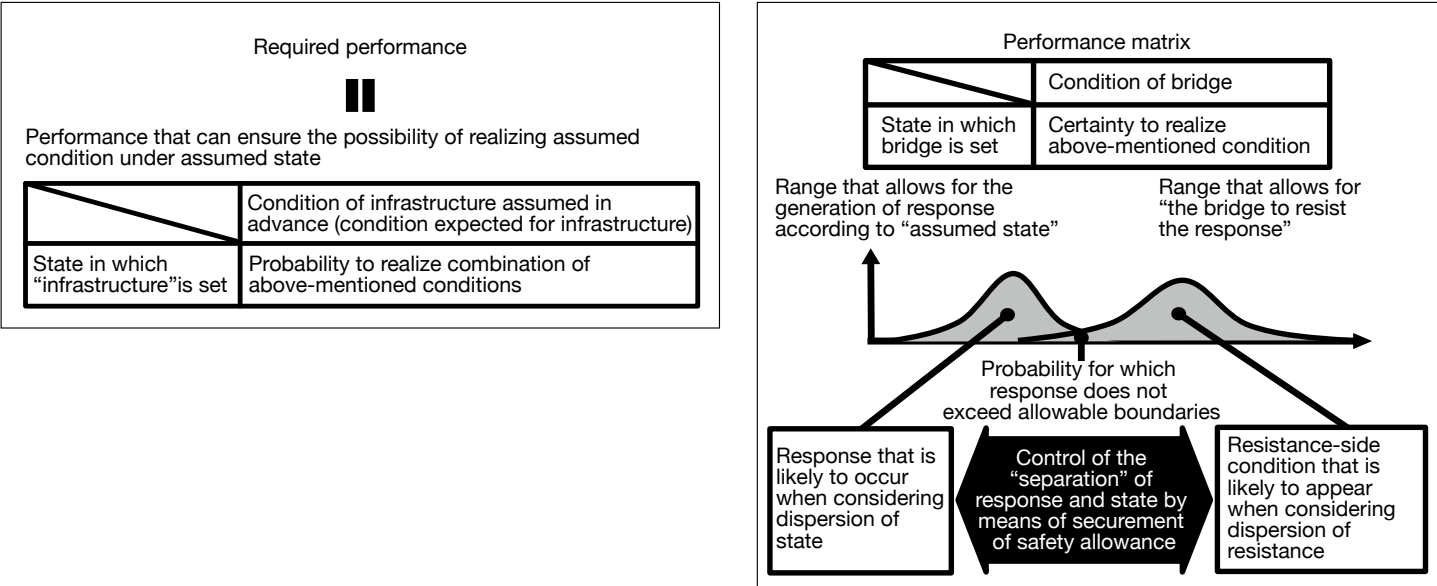 Required performance
Performance that can ensure the possibility of realizing assumed
condition under assumed state
Condition of infrastructure assumed in
advance (condition expected for infrastructure)
State in which
“infrastructure”is set
Probability to realize combination of
above-mentioned conditions
Performance matrix
Condition of bridge
State in which
bridge is set
Certainty to realize
above-mentioned condition
Range that allows for the
generation of response
according to “assumed state”
Range that allows for
“the bridge to resist
the response”
Probability for which
response does not
exceed allowable boundaries
Response that is
likely to occur
when considering
dispersion of
state
Control of the
“separation” of
response and state by
means of securement
of safety allowance
Resistance-side
condition that is
likely to appear
when considering
dispersion of
resistance